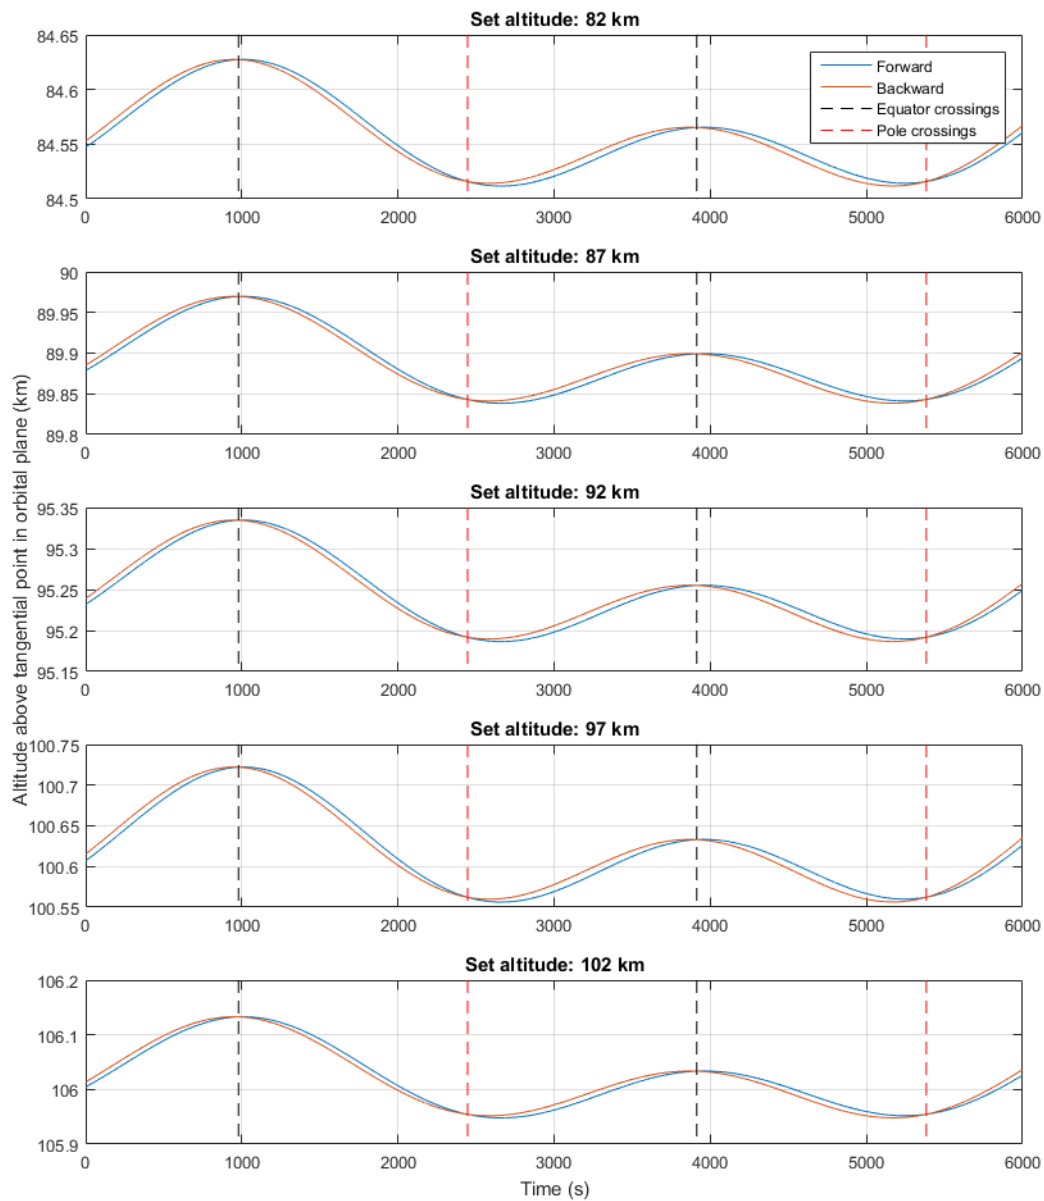 Set altitude: 82 km
84.65
84.6
84.55
84.5
0 1000 2000 3000 4000 5000 6000
Forward
Backward
Equator crossings
Pole crossings
Set altitude: 87 km
90
89.95
89.9
89.85
89.8
0 1000 2000 3000 4000 5000 6000
Set altitude: 92 km
95.35
95.3
95.25
95.2
95.15
0 1000 2000 3000 4000 5000 6000
Altitude above tangential point in orbital plane (km)
Set altitude: 97 km
100.75
100.7
100.65
100.6
100.55
0 1000 2000 3000 4000 5000 6000
Set altitude: 102 km
106.2
106.1
106
105.9
0 1000 2000 3000 4000 5000 6000
Time (s)